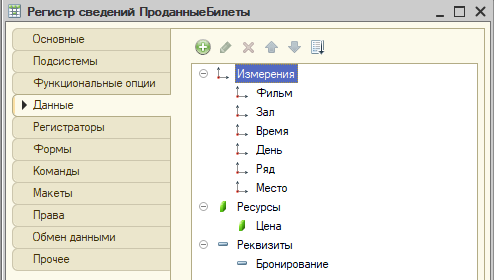 Регистр сведений ПроданныеБилеты
Основные
Подсистемы
Функциональные опции
Данные
Регистраторы
Формы
Команды
Макеты
Права
Обмен данными
Прочее
Измерения
Фильм
Зал
Время
День
Ряд
Место
Ресурсы
Цена
Реквизиты
Бронирование